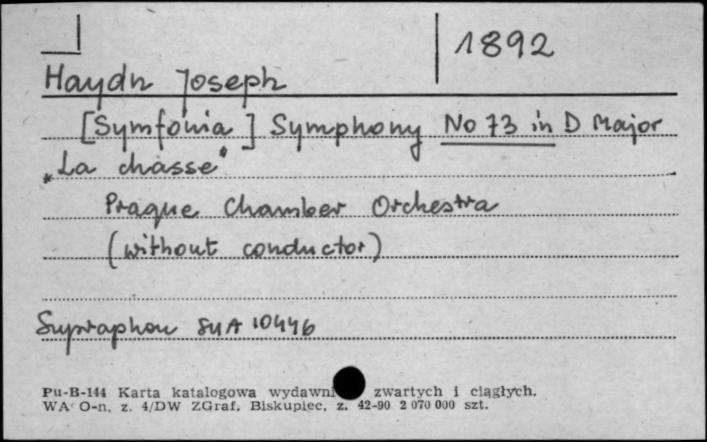 1892
Haydn Joseph
[Symfonia] Symphony No 73 in D Major
"La chasse"
Prague Chamber Orchestra
(without conductor)
Supraphon SUA 10446
Pu-B-144 Karta katalogowa wydawni zwartych i ciągłych.
WA O-n. z. 4/DW ZGraf. Biskupiec, z. 42-90 2 070 000 szt.